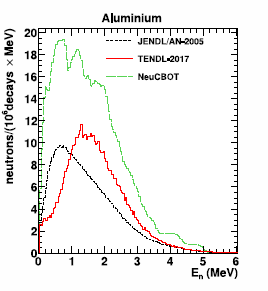 Aluminium
neutrons/(10⁶decays × MeV)
20
18
16
14
12
10
8
6
4
2
0
JENDL/AN-2005
TENDL-2017
NeuCBOT
0 1 2 3 4 5 6
Eₙ (MeV)